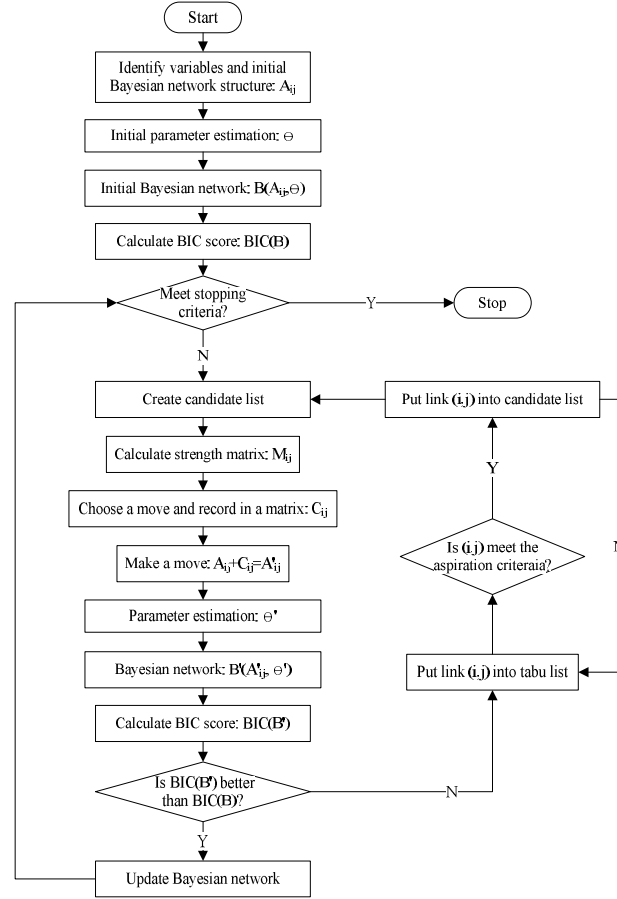 Start
Identify variables and initial
Bayesian network structure: Aij
Initial parameter estimation: Θ
Initial Bayesian network: B(Aij,Θ)
Calculate BIC score: BIC(B)
Meet stopping
criteria?
Y
Stop
N
Create candidate list
Put link (i,j) into candidate list
Calculate strength matrix: Mij
Y
Choose a move and record in a matrix: Cij
Is (i,j) meet the
aspiration criteraia?
Make a move: Aij+Cij=A'ij
Parameter estimation: Θ'
Bayesian network: B'(A'ij, Θ')
Put link (i,j) into tabu list
Calculate BIC score: BIC(B')
Is BIC(B') better
than BIC(B)?
N
Y
Update Bayesian network